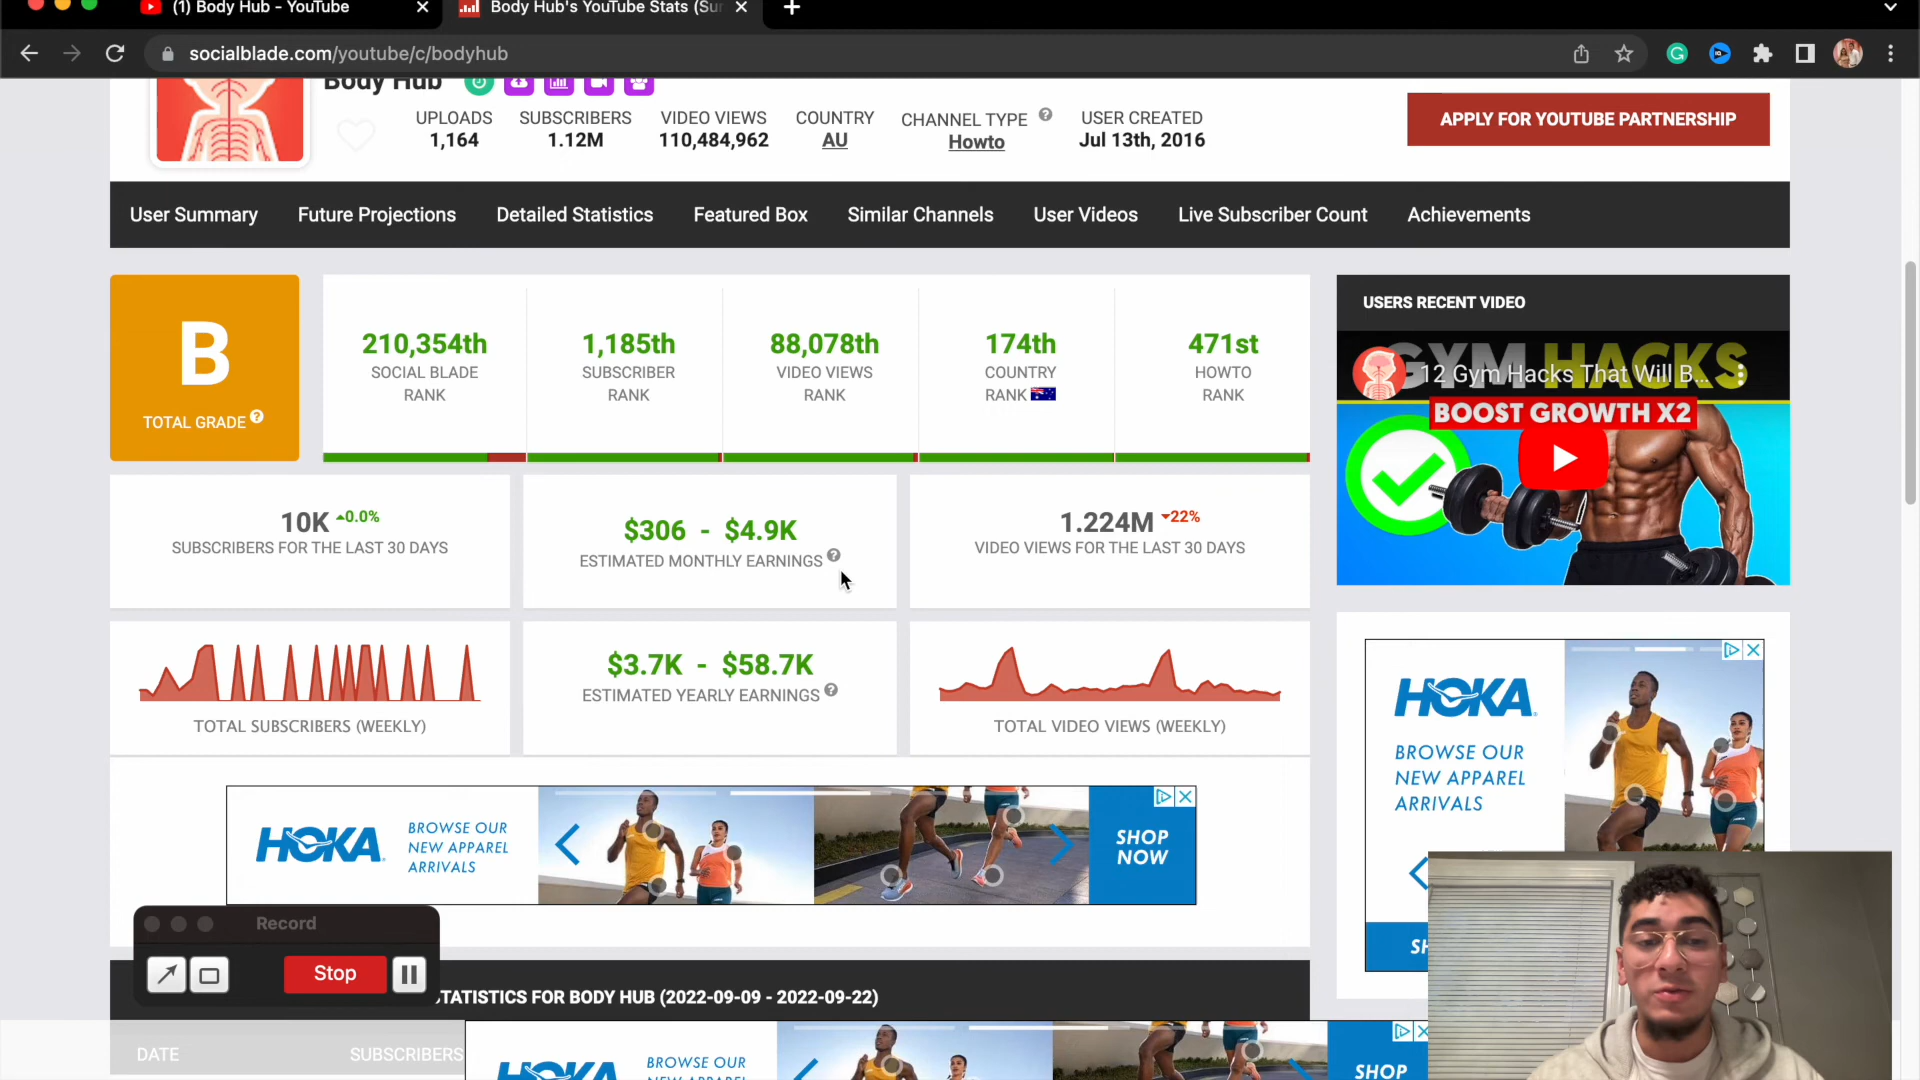 (1) Body Hub - YouTube
Body Hub's YouTube Stats (Su
socialblade.com/youtube/c/bodyhub
Body Hub
UPLOADS
1,164
SUBSCRIBERS
1.12M
VIDEO VIEWS
110,484,962
COUNTRY
AU
CHANNEL TYPE
Howto
USER CREATED
Jul 13th, 2016
APPLY FOR YOUTUBE PARTNERSHIP
User Summary Future Projections Detailed Statistics Featured Box Similar Channels User Videos Live Subscriber Count Achievements
B
TOTAL GRADE
210,354th
SOCIAL BLADE
RANK
1,185th
SUBSCRIBER
RANK
88,078th
VIDEO VIEWS
RANK
174th
COUNTRY
RANK
471st
HOWTO
RANK
USERS RECENT VIDEO
GYM HACKS
12 Gym Hacks That Will B...
BOOST GROWTH X2
10K 0.0%
SUBSCRIBERS FOR THE LAST 30 DAYS
$306 - $4.9K
ESTIMATED MONTHLY EARNINGS
1.224M 22%
VIDEO VIEWS FOR THE LAST 30 DAYS
TOTAL SUBSCRIBERS (WEEKLY)
$3.7K - $58.7K
ESTIMATED YEARLY EARNINGS
TOTAL VIDEO VIEWS (WEEKLY)
HOKA
BROWSE OUR
NEW APPAREL
ARRIVALS
SH
HOKA
BROWSE OUR
NEW APPAREL
ARRIVALS
SHOP
NOW
Record
Stop
TATISTICS FOR BODY HUB (2022-09-09 - 2022-09-22)
DATE
SUBSCRIBERS
HOKA
BROWSE OUR
NEW APPAREL
SHOP